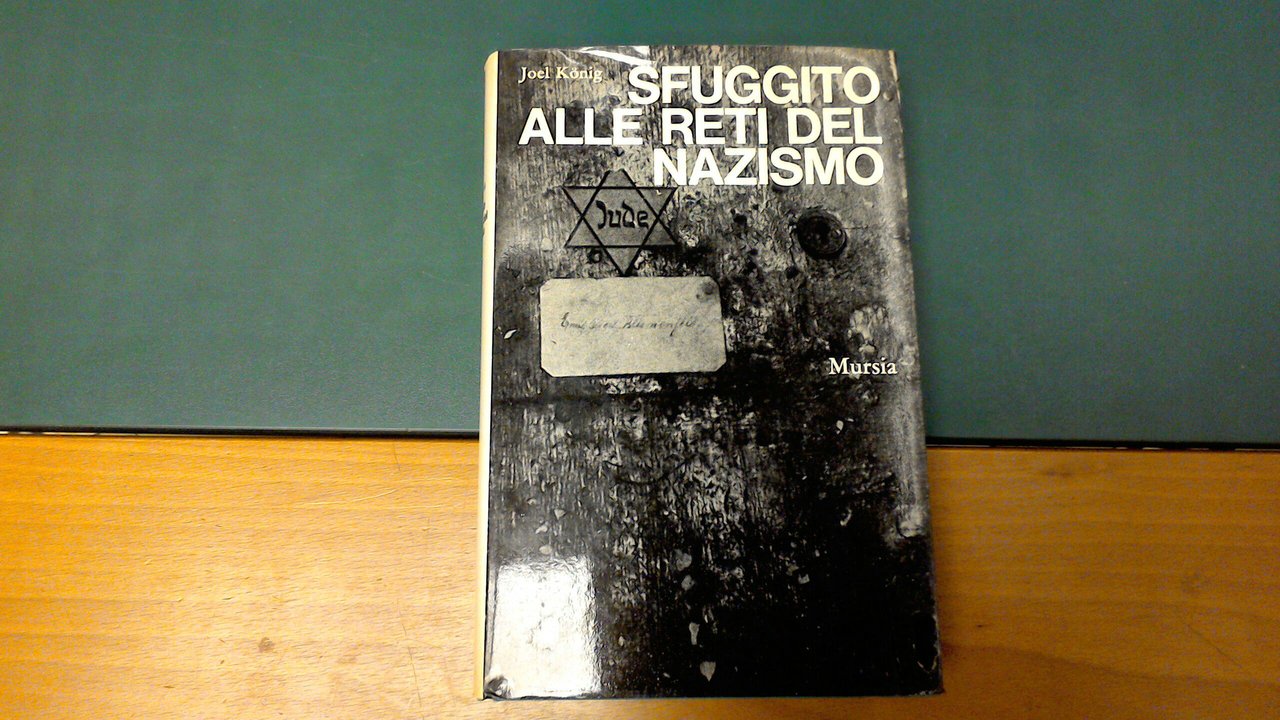 Joel König
SFUGGITO
ALLE RETI DEL
NAZISMO
Jude
Mursia